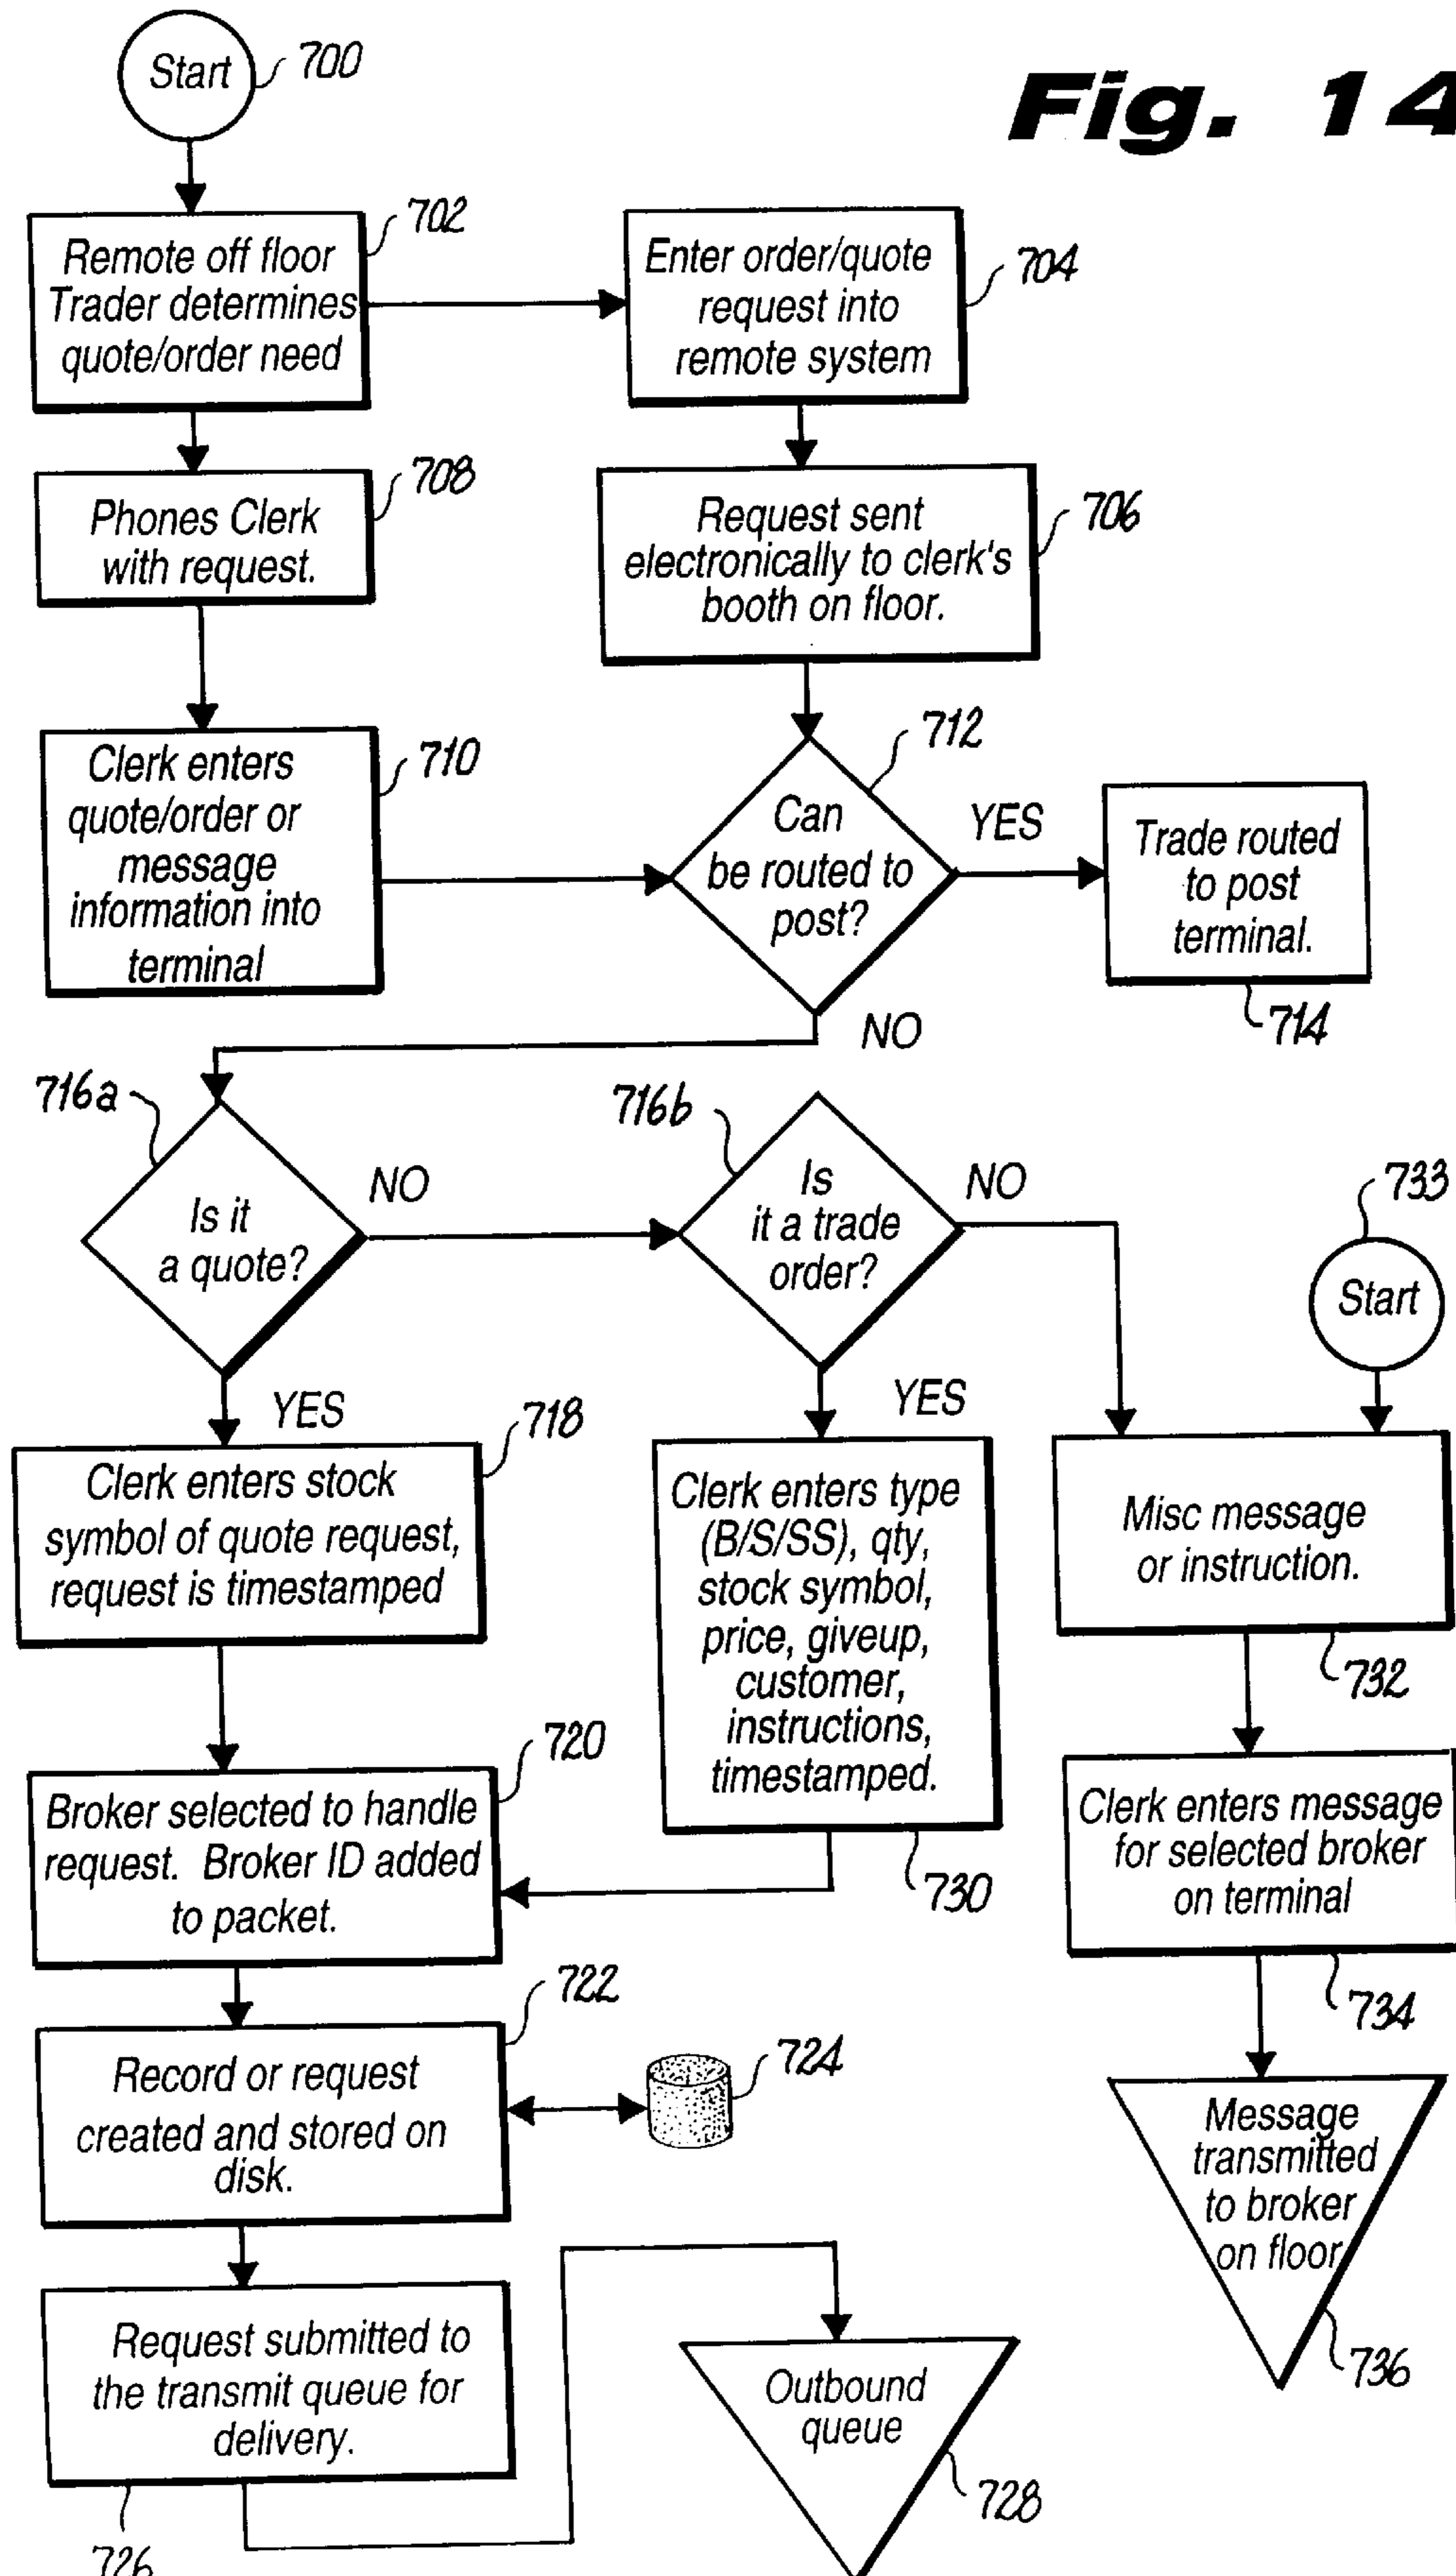 Start
700
Fig. 14
Remote off floor
Trader determines
quote/order need
702
Enter order/quote
request into
remote system
704
Phones Clerk
with request.
708
Request sent
electronically to clerk's
booth on floor.
706
Clerk enters
quote/order or
message
information into
terminal
710
Can
be routed to
post?
712
YES
Trade routed
to post
terminal.
714
NO
716a
Is it
a quote?
NO
716b
Is
it a trade
order?
NO
733
Start
YES
718
Clerk enters stock
symbol of quote request,
request is timestamped
YES
Clerk enters type
(B/S/SS), qty,
stock symbol,
price, giveup,
customer,
instructions,
timestamped.
730
Misc message
or instruction.
732
720
Broker selected to handle
request. Broker ID added
to packet.
Clerk enters message
for selected broker
on terminal
734
722
Record or request
created and stored on
disk.
724
Message
transmitted
to broker
on floor
736
Request submitted to
the transmit queue for
delivery.
726
Outbound
queue
728